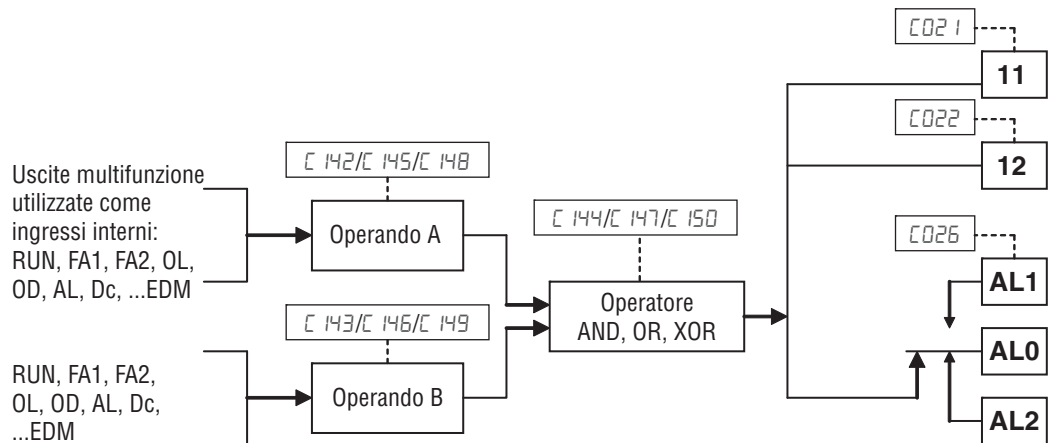 C021
11
C022
12
C142/C145/C148
Uscite multifunzione
utilizzate come
ingressi interni:
RUN, FA1, FA2, OL,
OD, AL, Dc, ...EDM
Operando A
C144/C147/C150
C026
AL1
Operatore
AND, OR, XOR
C143/C146/C149
AL0
RUN, FA1, FA2,
OL, OD, AL, Dc,
...EDM
Operando B
AL2